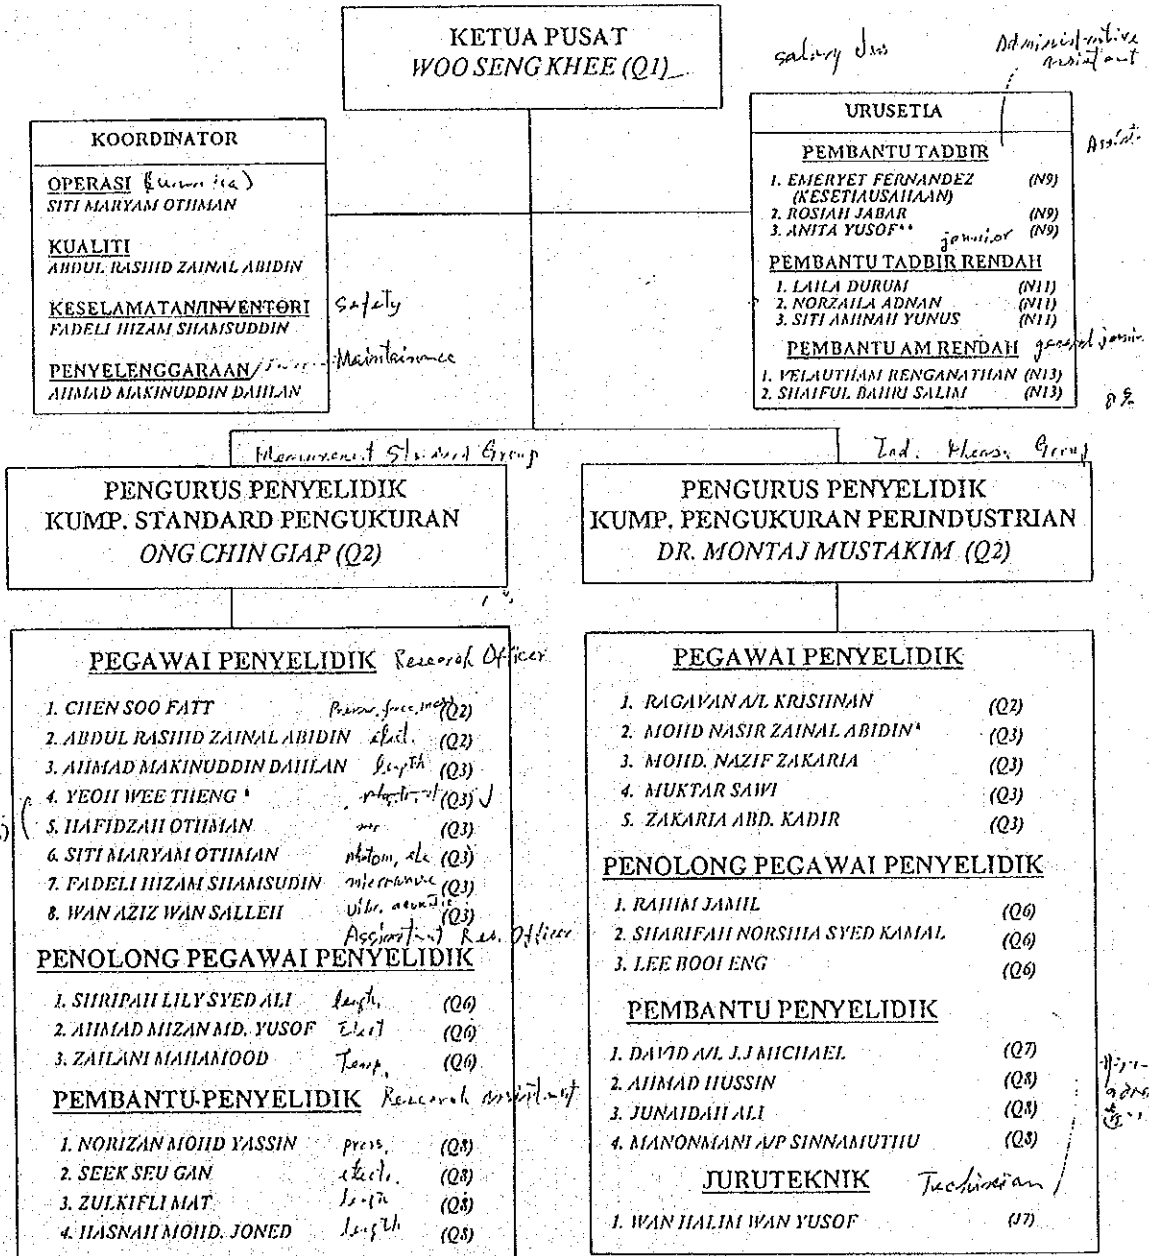 KETUA PUSAT
WOO SENG KHEE (Q1)
salary
Administrative
assistant
KOORDINATOR
OPERASI
SITI MARYAM OTHMAN
KUALITI
ABDUL RASHID ZAINAL ABIDIN
KESELAMATAN/INVENTORI Safety
FADELI HIZAM SHAMSUDDIN
PENYELENGGARAAN Maintainance
AHMAD MAKINUDDIN DAHLAN
URUSETIA
PEMBANTU TADBIR
1. EMERYET FERNANDEZ (N9)
(KESETIAUSAHAAN)
2. ROSIAH JABAR (N9)
3. ANITA YUSOF** (N9)
junior
PEMBANTU TADBIR RENDAH
1. LAILA DURUM (N11)
2. NORZAILA ADNAN (N11)
3. SITI AMINAH YUNUS (N11)
PEMBANTU AM RENDAH general
1. VELAUTHAM RENGANATHAN (N13)
2. SHAIFUL BAHRI SALIM (N13)
Measurement Standard Group
PENGURUS PENYELIDIK
KUMP. STANDARD PENGUKURAN
ONG CHIN GIAP (Q2)
Ind. Meas. Group
PENGURUS PENYELIDIK
KUMP. PENGUKURAN PERINDUSTRIAN
DR. MONTAJ MUSTAKIM (Q2)
PEGAWAI PENYELIDIK Research Officer
1. CHEN SOO FATT (Q2)
2. ABDUL RASHID ZAINAL ABIDIN elect. (Q2)
3. AHMAD MAKINUDDIN DAHLAN length (Q3)
4. YEOH WEE THENG * (Q3)
5. HAFIDZAH OTHMAN (Q3)
6. SITI MARYAM OTHMAN photom, ele (Q3)
7. FADELI HIZAM SHAMSUDIN microwave (Q3)
8. WAN AZIZ WAN SALLEH vibr. acoustic (Q3)
Assistant Res. Officer
PENOLONG PEGAWAI PENYELIDIK
1. SHRIPAH LILY SYED ALI length. (Q6)
2. AHMAD MIZAN MD. YUSOF Elect (Q6)
3. ZAILANI MAHAMOOD Temp. (Q6)
PEMBANTU PENYELIDIK Research assistant
1. NORIZAN MOHD YASSIN press. (Q8)
2. SEEK SEU GAN elect. (Q8)
3. ZULKIFLI MAT length (Q8)
4. HASNAH MOHD. JONED length (Q8)
PEGAWAI PENYELIDIK
1. RAGAVAN A/L KRISHNAN (Q2)
2. MOHD NASIR ZAINAL ABIDIN* (Q3)
3. MOHD. NAZIF ZAKARIA (Q3)
4. MUKTAR SAWI (Q3)
5. ZAKARIA ABD. KADIR (Q3)
PENOLONG PEGAWAI PENYELIDIK
1. RAHIM JAMIL (Q6)
2. SHARIFAH NORSHIA SYED KAMAL (Q6)
3. LEE BOOI ENG (Q6)
PEMBANTU PENYELIDIK
1. DAVID A/L J.J MICHAEL (Q7)
2. AHMAD HUSSIN (Q8)
3. JUNAIDAH ALI (Q8)
4. MANONMANI A/P SINNAMUTHU (Q8)
JURUTEKNIK Technician
1. WAN HALIM WAN YUSOF (J7)